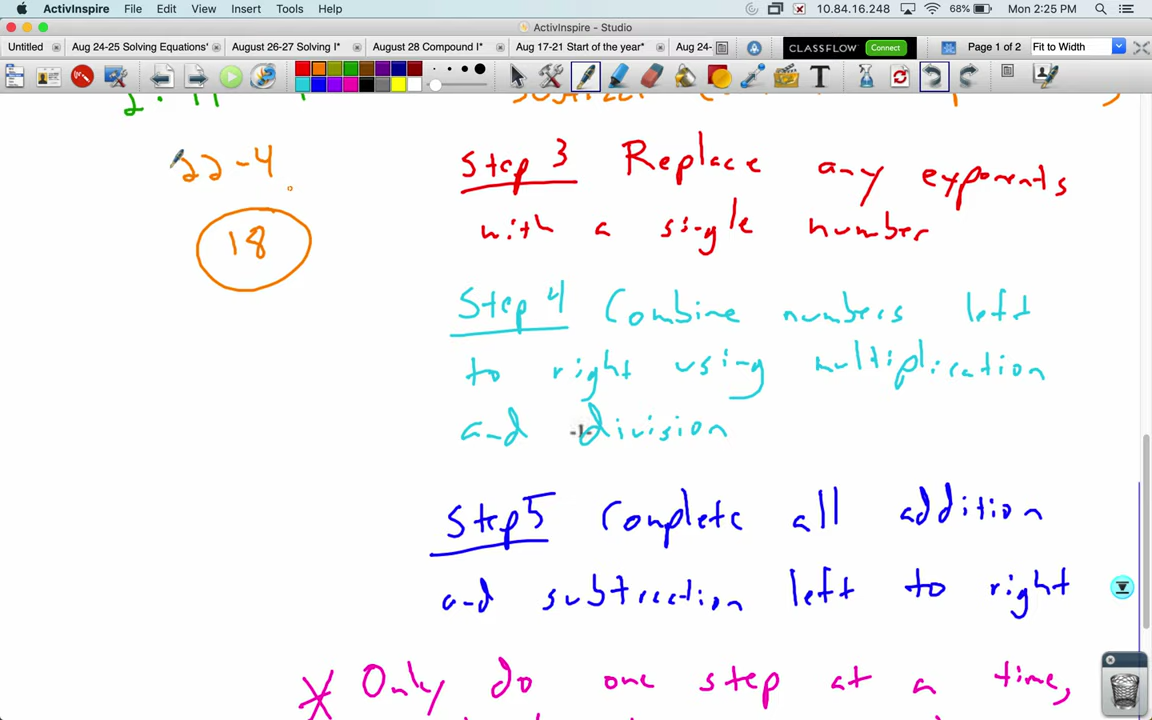 ActivInspire File Edit View Insert Tools Help 10.84.16.248 68% Mon 2:25 PM
ActivInspire - Studio
Untitled Aug 24-25 Solving Equations* August 26-27 Solving I* August 28 Compound I* Aug 17-21 Start of the year* Aug 24- CLASSFLOW Connect Page 1 of 2 Fit to Width
22-4
18
Step 3 Replace any exponents
with a single number
Step 4 Combine numbers left
to right using multiplication
and division
Step 5 Complete all addition
and subtraction left to right
* Only do one step at a time,